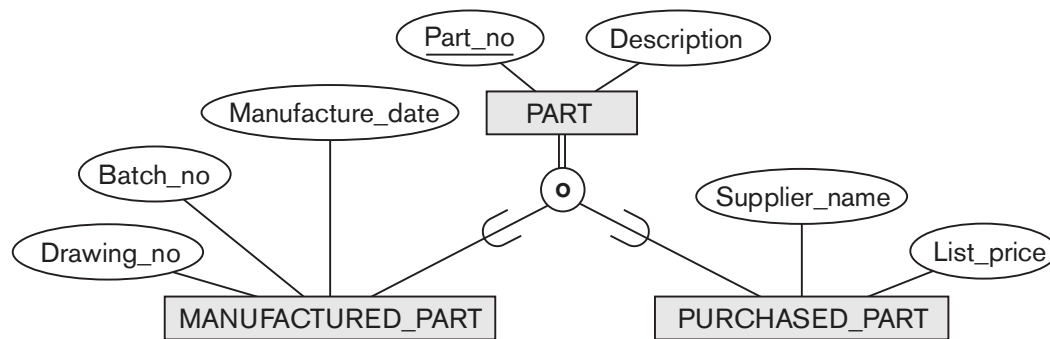 Part_no
Description
PART
Manufacture_date
Batch_no
Drawing_no
o
Supplier_name
List_price
MANUFACTURED_PART
PURCHASED_PART